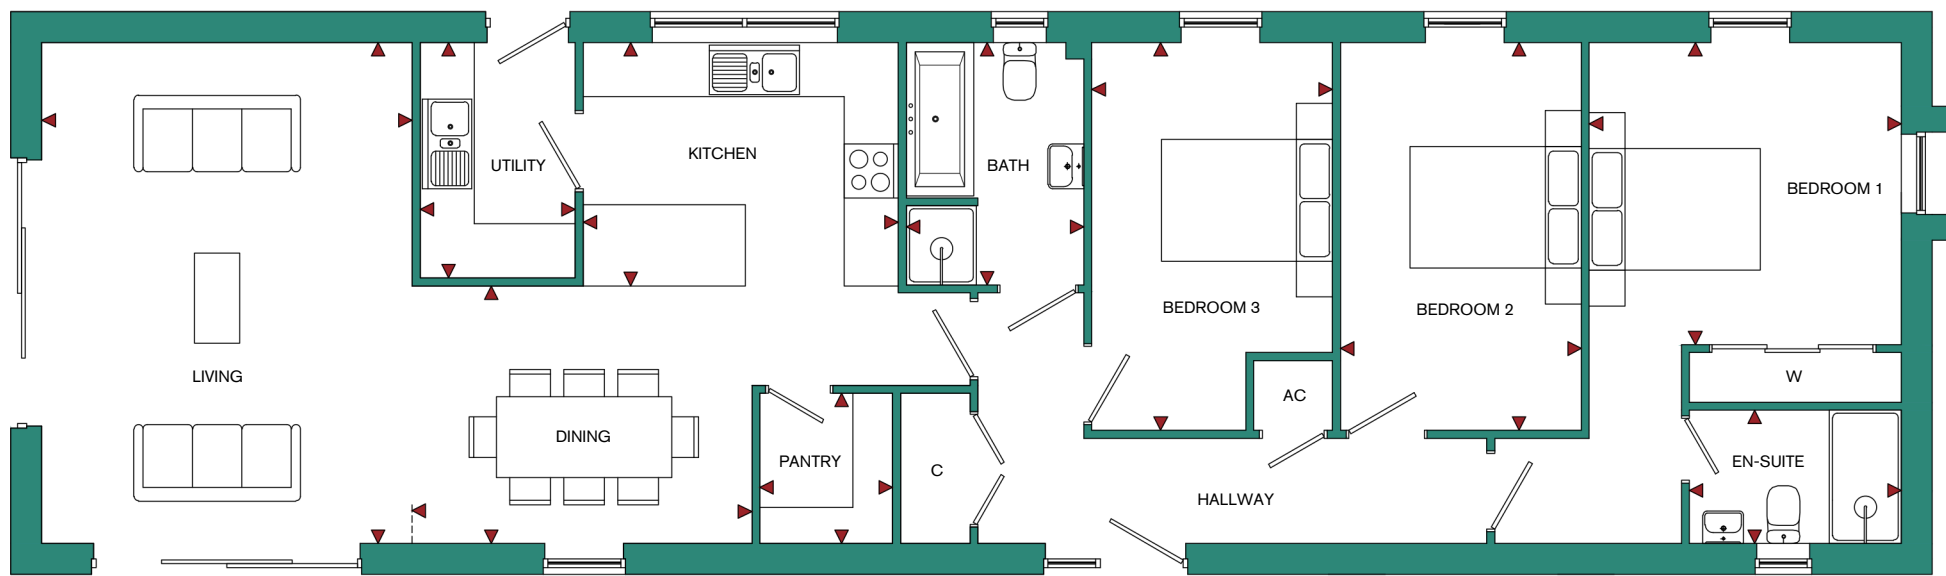 KITCHEN
UTILITY
BATH
BEDROOM 1
BEDROOM 3
BEDROOM 2
LIVING
W
AC
DINING
PANTRY
C
EN-SUITE
HALLWAY